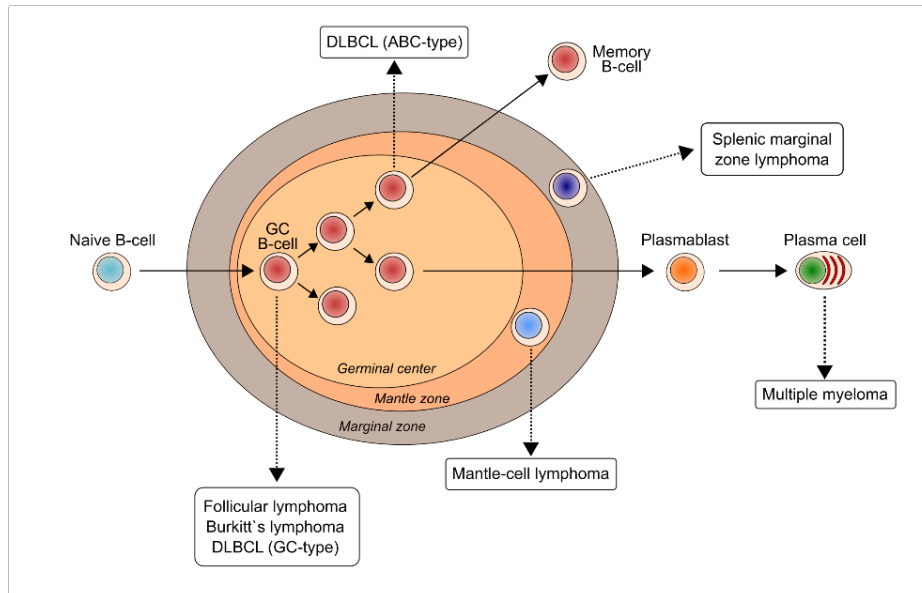 DLBCL (ABC-type)
Memory
B-cell
Splenic marginal
zone lymphoma
Naive B-cell
GC
B-cell
Plasmablast
Plasma cell
Germinal center
Mantle zone
Marginal zone
Multiple myeloma
Mantle-cell lymphoma
Follicular lymphoma
Burkitt`s lymphoma
DLBCL (GC-type)